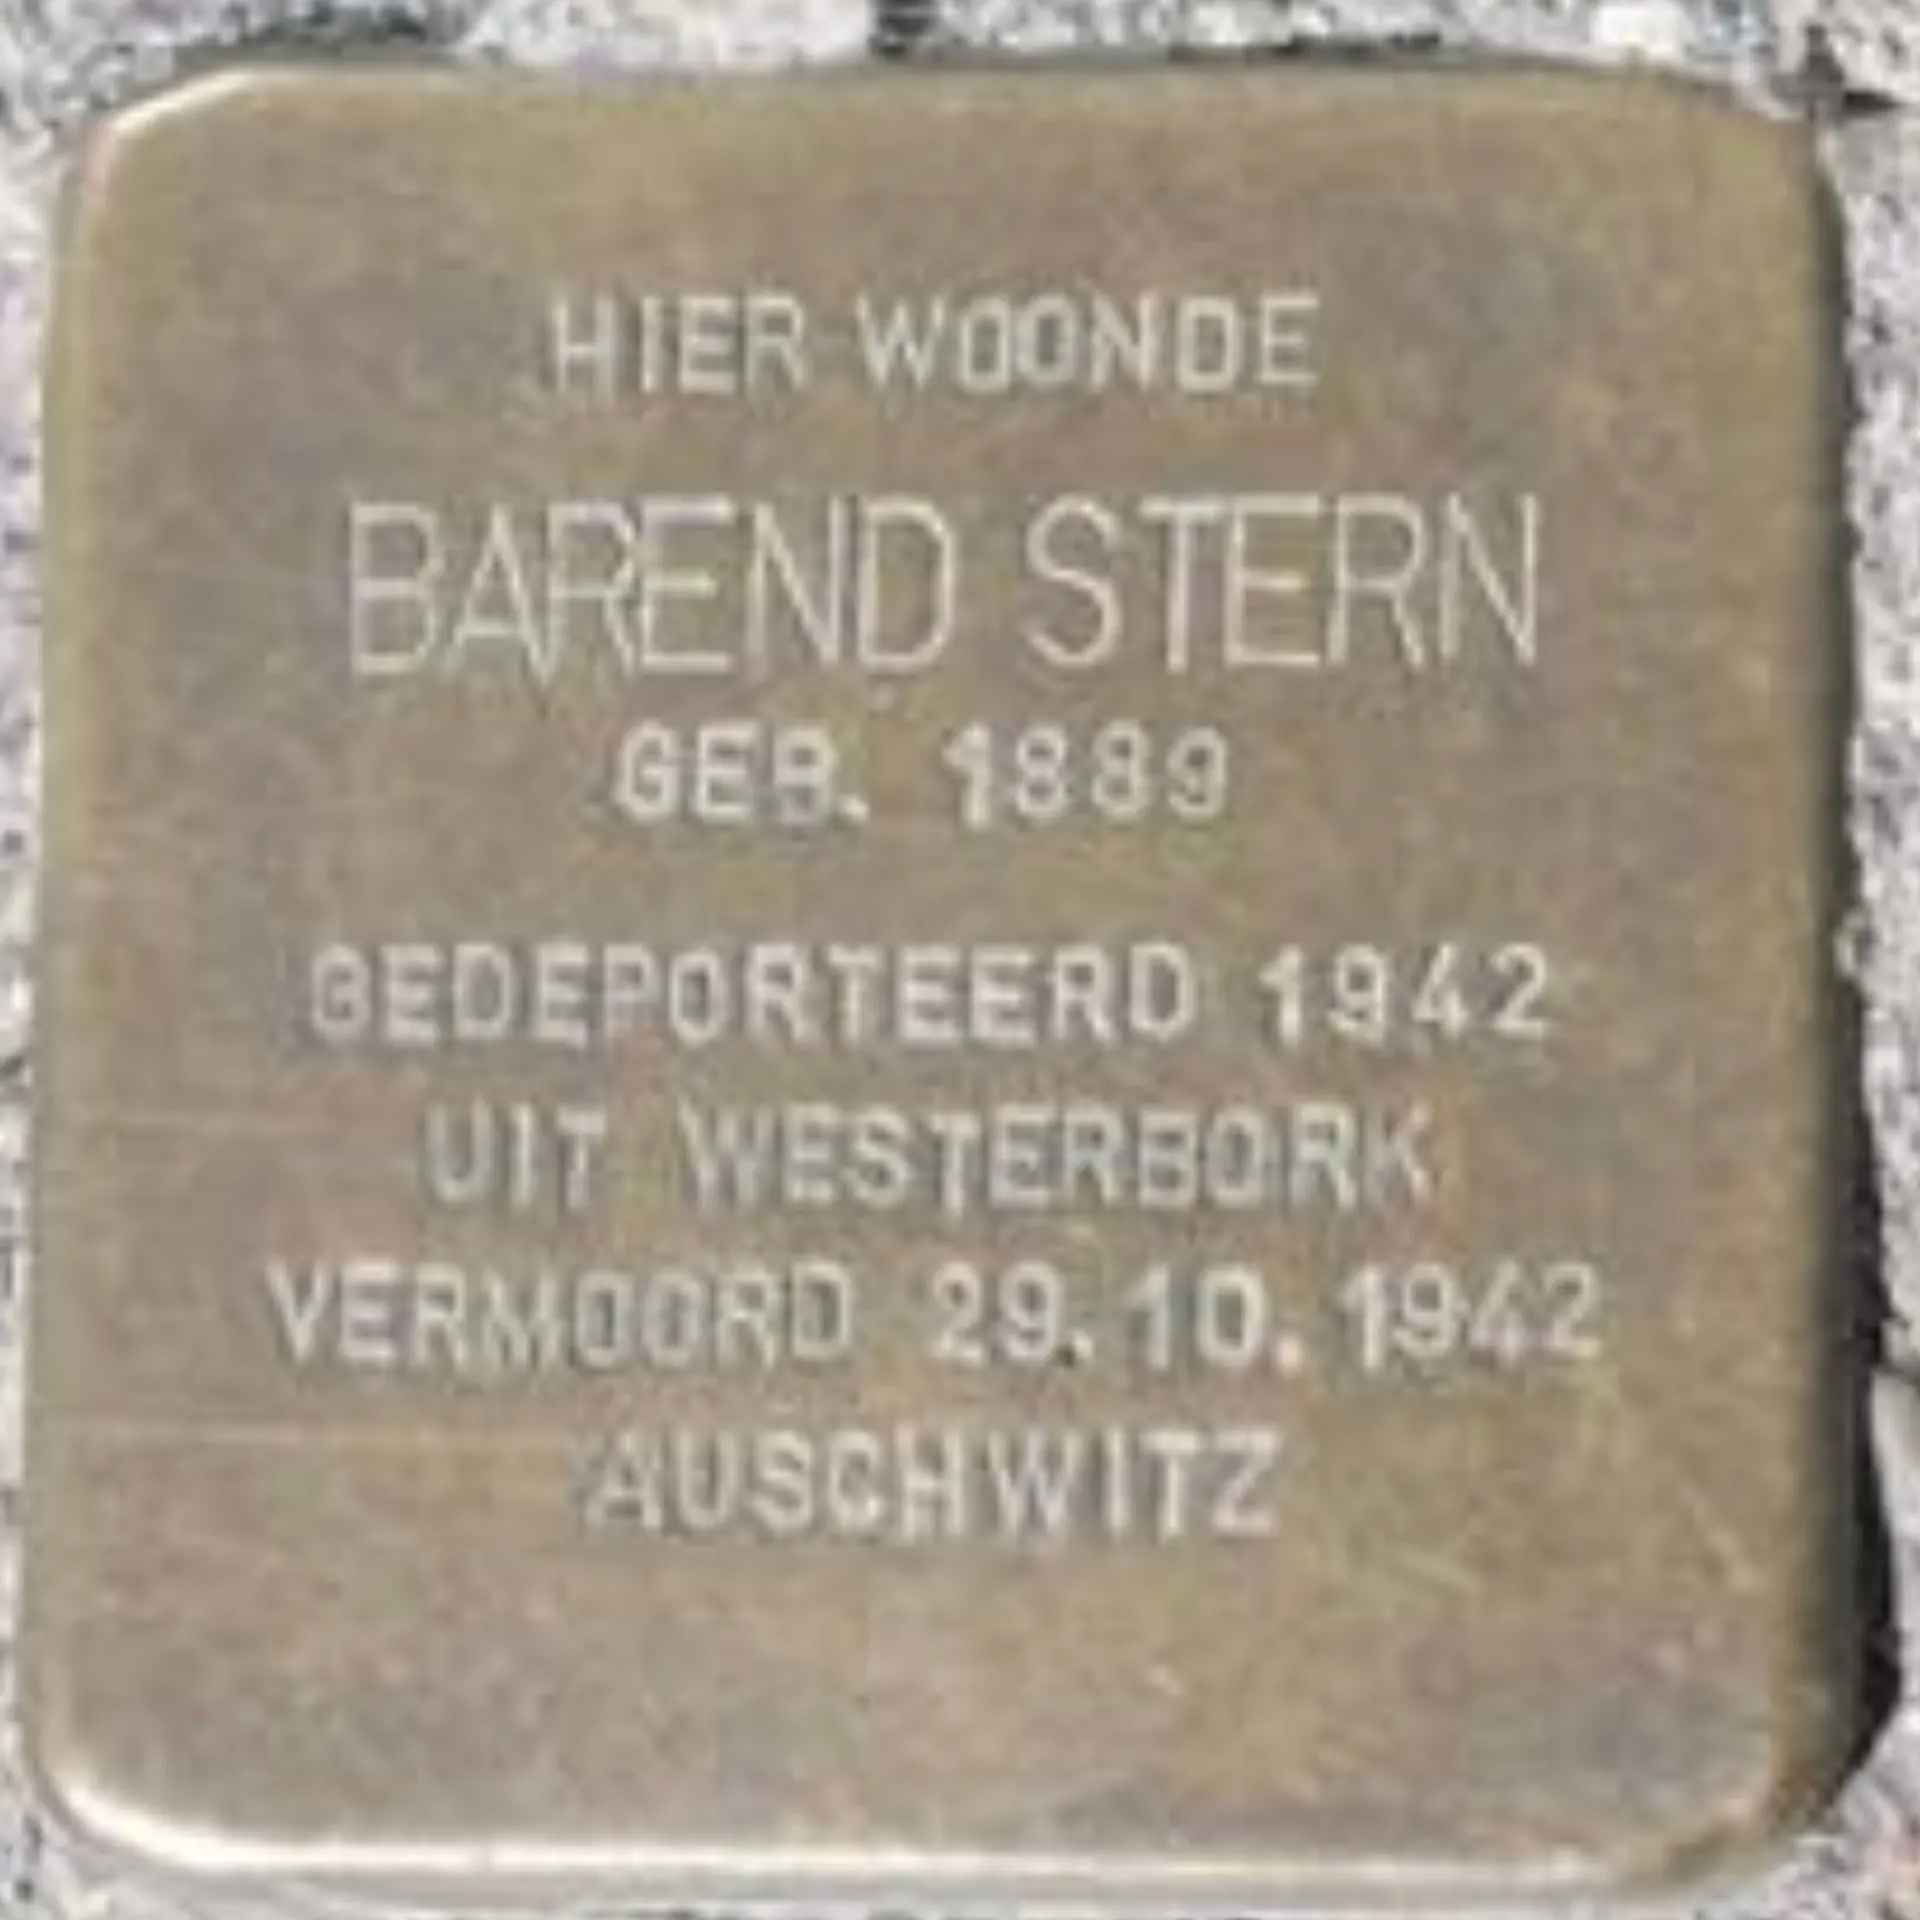 HIER WOONDE
BAREND STERN
GEB. 1889
GEDEPORTEERD 1942
UIT WESTERBORK
VERMOORD 29.10.1942
AUSCHWITZ